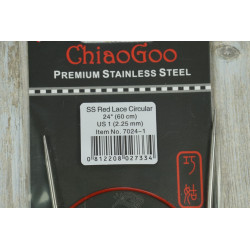 ChiaoGoo
PREMIUM STAINLESS STEEL
SS Red Lace Circular
24" (60 cm)
US 1 (2.25 mm)
Item No. 7024-1
0 812208 027334
巧
姑